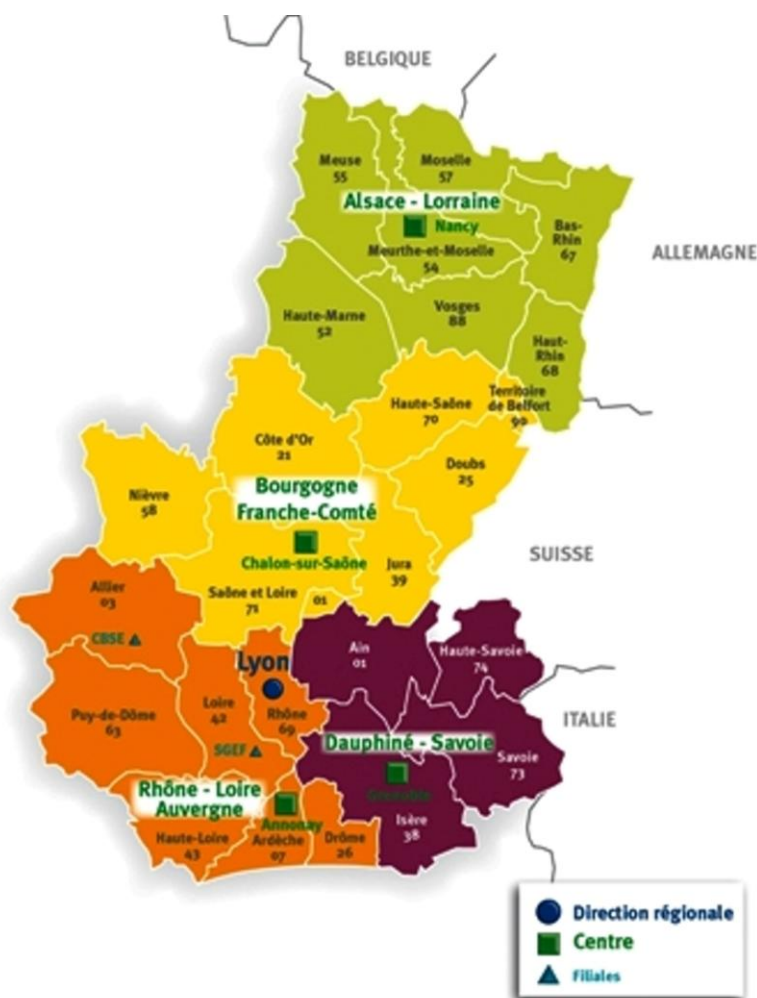 BELGIQUE
Meuse
55
Moselle
57
Alsace - Lorraine
Nancy
Bas-
Rhin
67
ALLEMAGNE
Meurthe-et-Moselle
54
Haute-Marne
52
Vosges
88
Haut-
Rhin
68
Territoire
de Belfort
90
Haute-Saône
70
Côte d'Or
21
Doubs
25
Nièvre
58
Bourgogne
Franche-Comté
Chalon-sur-Saône
SUISSE
Jura
39
Saône et Loire
71
01
Allier
03
CBSE
Ain
01
Haute-Savoie
74
Lyon
Puy-de-Dôme
63
Loire
42
Rhône
69
ITALIE
SGEF
Dauphiné - Savoie
Savoie
73
Grenoble
Rhône - Loire
Auvergne
Annonay
Isère
38
Haute-Loire
43
Ardèche
07
Drôme
26
Direction régionale
Centre
Filiales